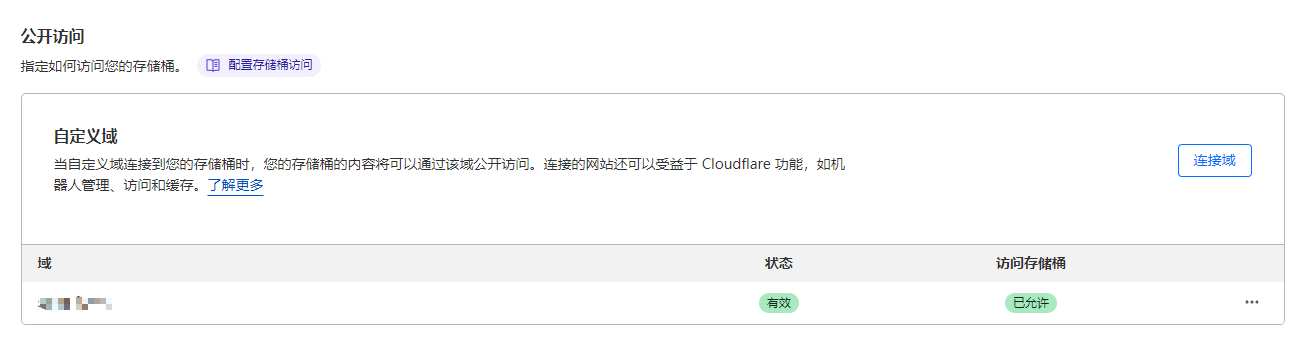 公开访问
指定如何访问您的存储桶。 配置存储桶访问
自定义域
当自定义域连接到您的存储桶时，您的存储桶的内容将可以通过该域公开访问。连接的网站还可以受益于 Cloudflare 功能，如机
器人管理、访问和缓存。了解更多
连接域
域 状态 访问存储桶
有效 已允许